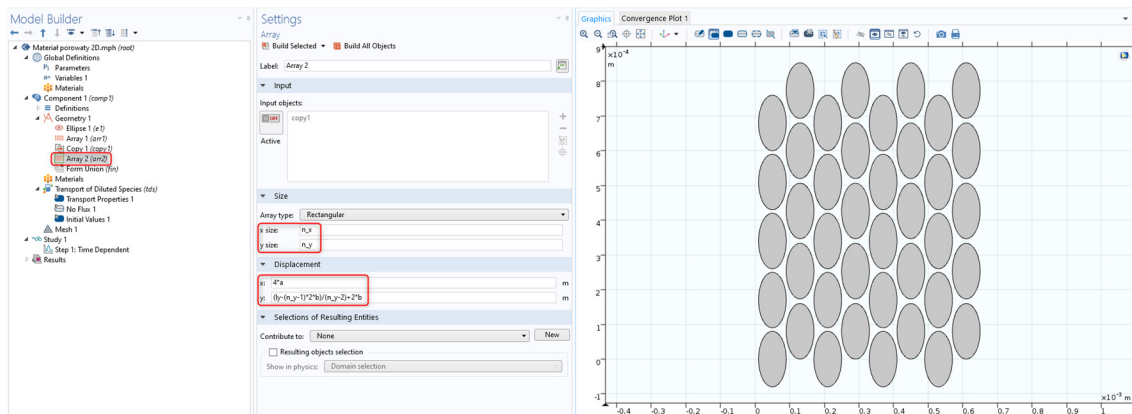 Model Builder
Material porowaty 2D.mph (root)
Global Definitions
Pi Parameters
a= Variables 1
Materials
Component 1 (comp1)
Definitions
Geometry 1
Ellipse 1 (e1)
Array 1 (arr1)
Copy 1 (copy1)
Array 2 (arr2)
Form Union (fin)
Materials
Transport of Diluted Species (tds)
Transport Properties 1
No Flux 1
Initial Values 1
Mesh 1
Study 1
Step 1: Time Dependent
Results
Settings
Array
Build Selected
Build All Objects
Label: Array 2
Input
Input objects:
OFF
copy1
Active
Size
Array type: Rectangular
x size: n_x
y size: n_y
Displacement
x: 4*a m
y: (ly-(n_y-1)*2*b)/(n_y-2)+2*b m
Selections of Resulting Entities
Contribute to: None New
Resulting objects selection
Show in physics: Domain selection
Graphics Convergence Plot 1
9 ×10⁻⁴
m
8
7
6
5
4
3
2
1
0
-1
×10⁻³ m
-0.4 -0.3 -0.2 -0.1 0 0.1 0.2 0.3 0.4 0.5 0.6 0.7 0.8 0.9 1